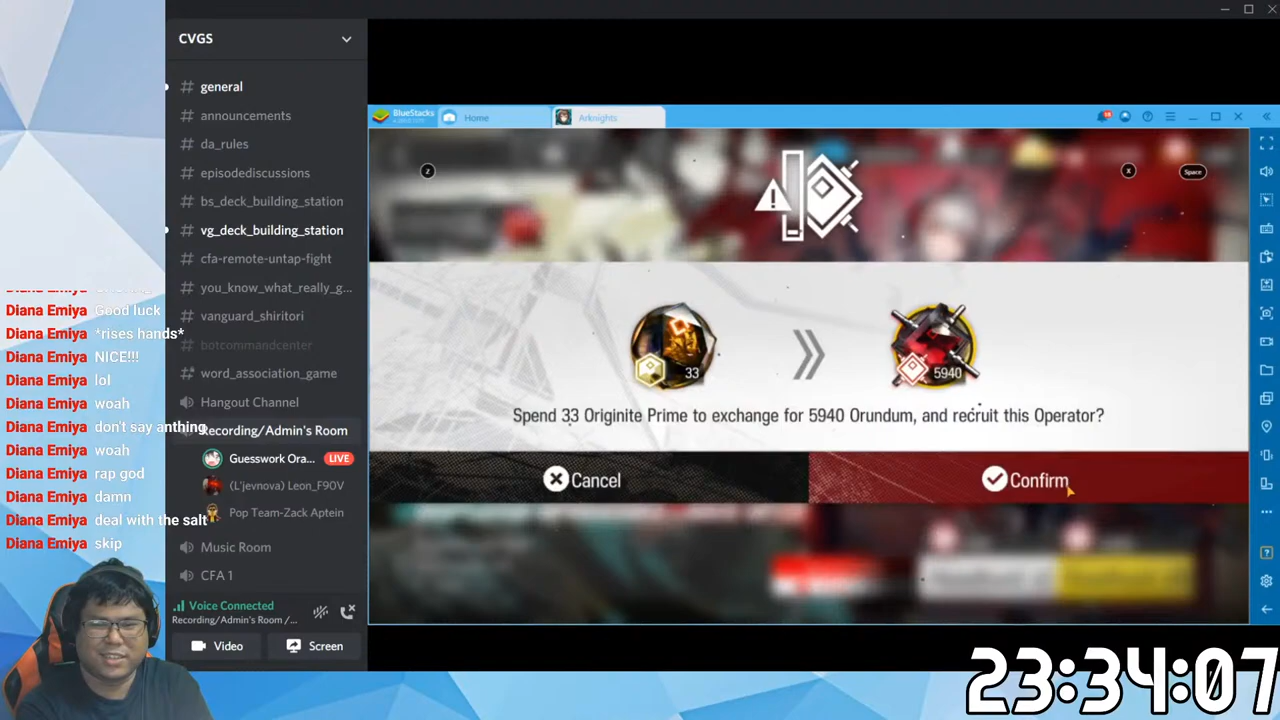 CVGS
general
announcements
da_rules
episodediscussions
bs_deck_building_station
vg_deck_building_station
cfa-remote-untap-fight
you_know_what_really_g...
vanguard_shiritori
botcommandcenter
word_association_game
Hangout Channel
Recording/Admin's Room
Guesswork Ora... LIVE
(L'jevnova) Leon_F90V
Pop Team-Zack Aptein
Music Room
CFA 1
Voice Connected
Recording/Admin's Room /...
Video Screen
Diana Emiya
Diana Emiya Good luck
Diana Emiya *rises hands*
Diana Emiya NICE!!!
Diana Emiya lol
Diana Emiya woah
Diana Emiya don't say anything
Diana Emiya woah
Diana Emiya rap god
Diana Emiya damn
Diana Emiya deal with the salt
Diana Emiya skip
BlueStacks Home Arknights
Z X Space
33 5940
Spend 33 Originite Prime to exchange for 5940 Orundum, and recruit this Operator?
Cancel Confirm
23:34:07